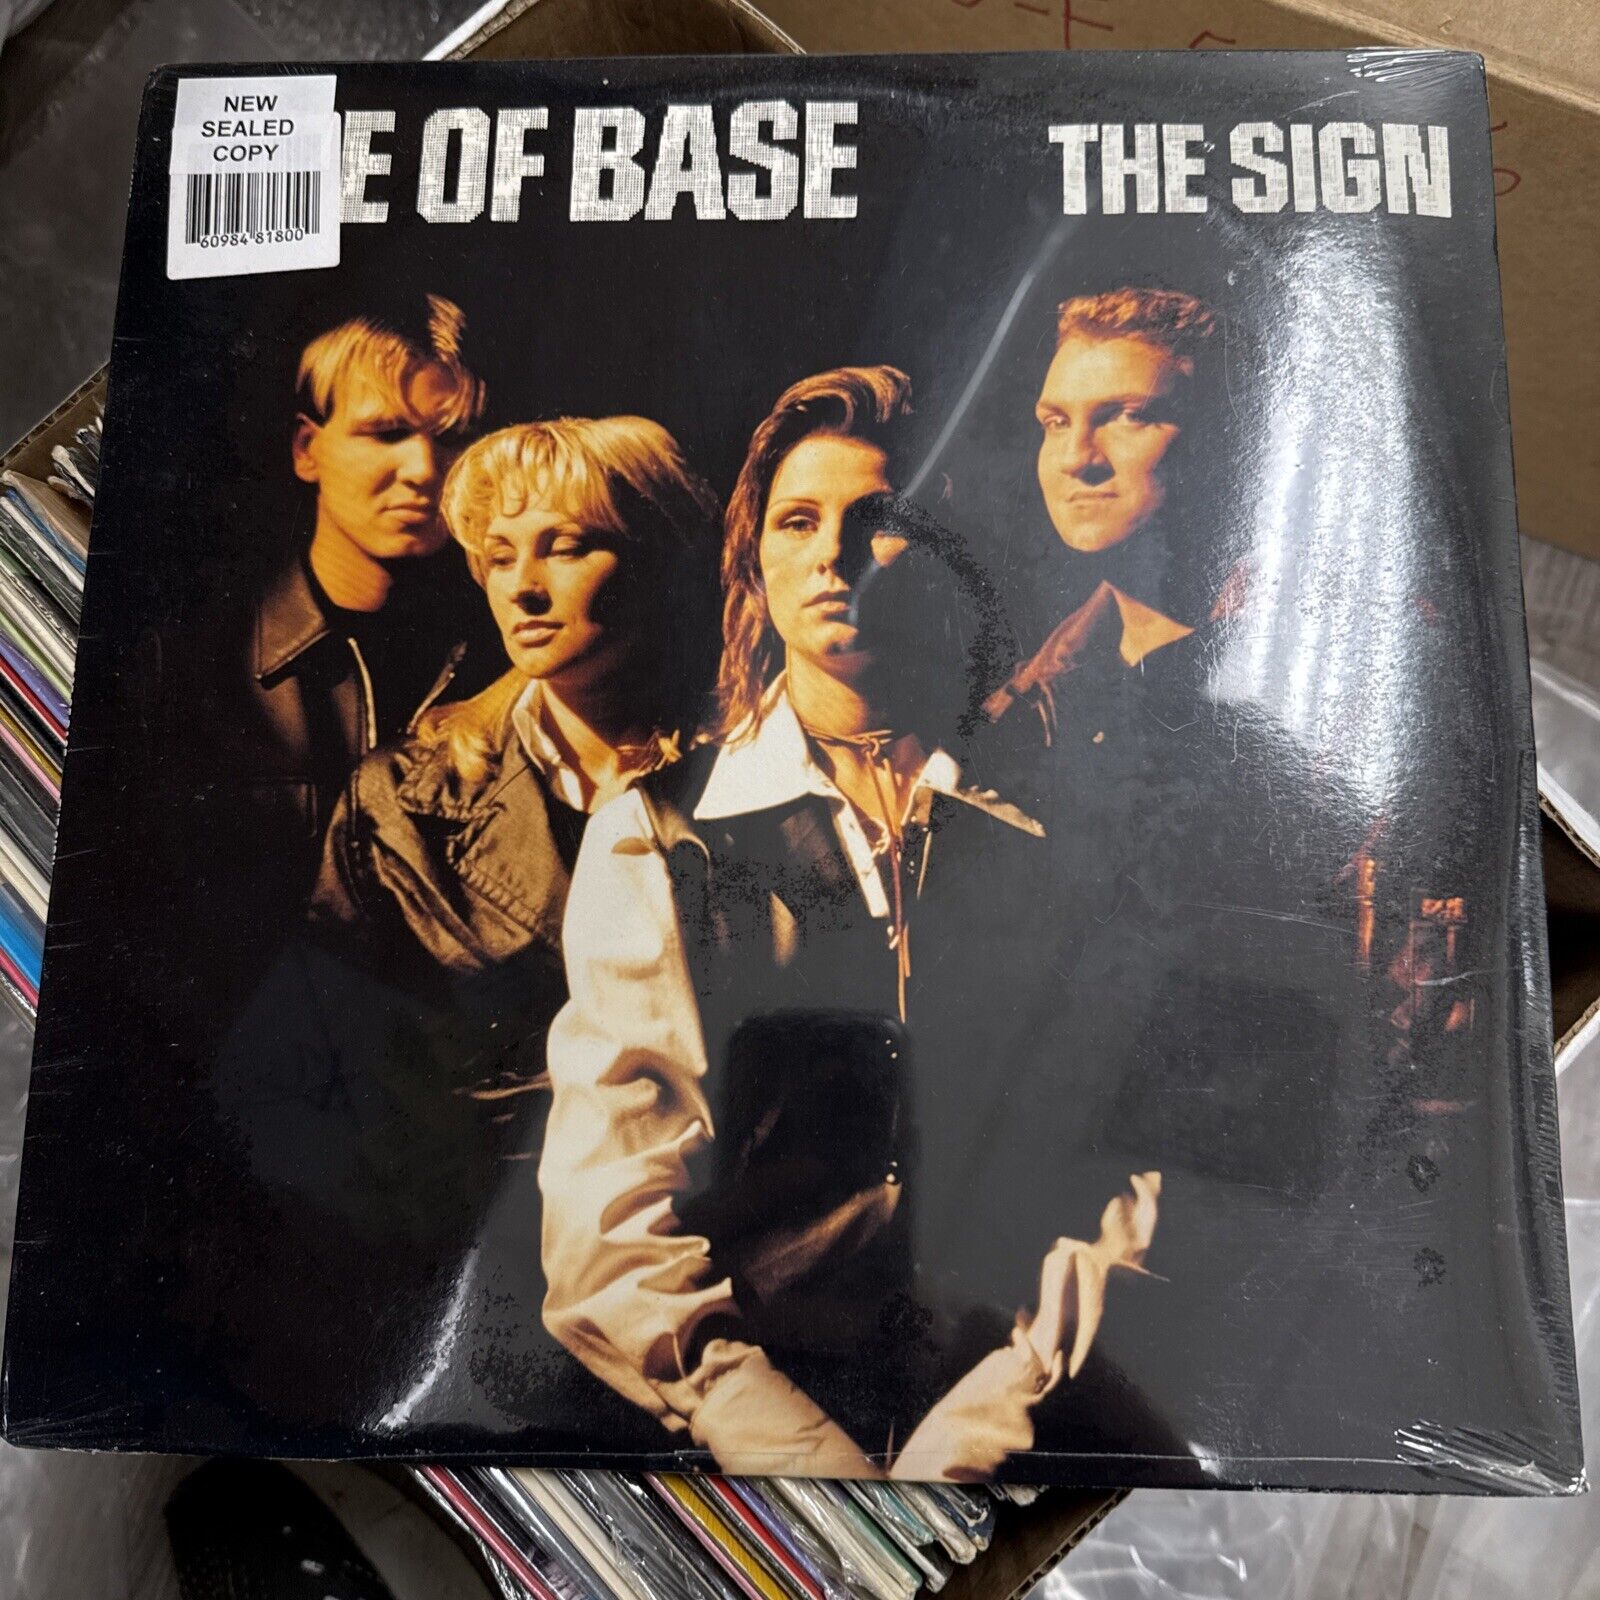 NEW
SEALED
COPY
60984 81800
E OF BASE
THE SIGN